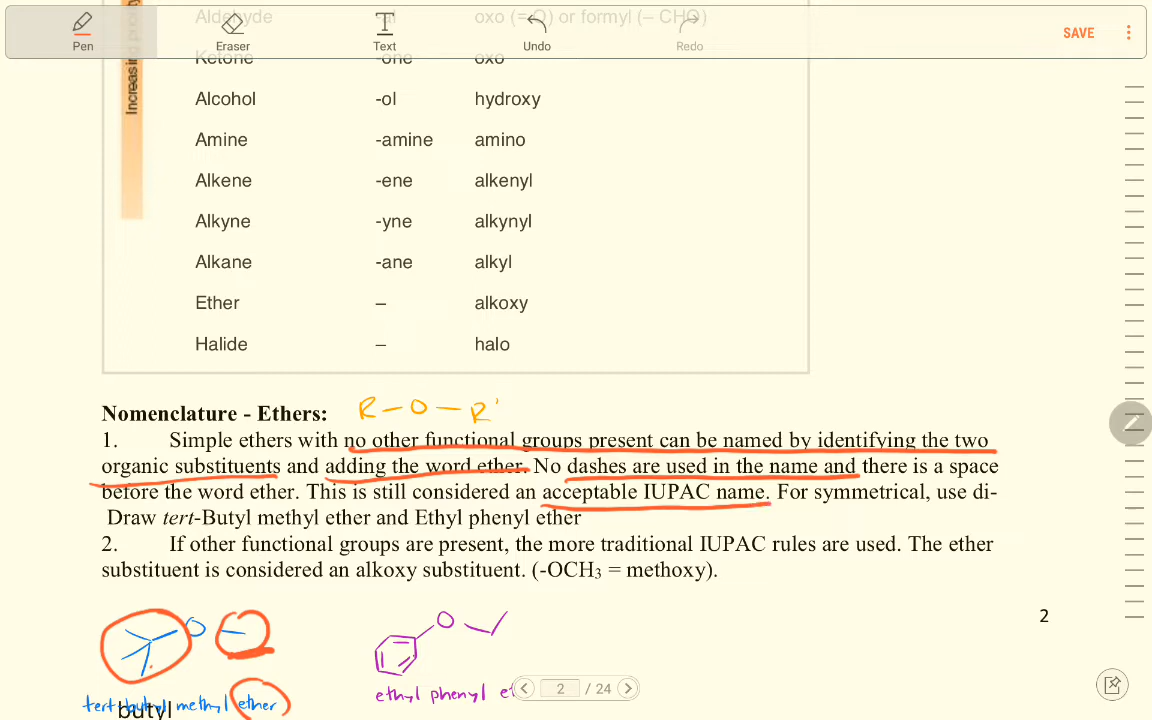 Aldehyde -al oxo (= O) or formyl (– CHO)
Pen Eraser Text Undo Redo SAVE
Ketone -one oxo
Increasing
Alcohol -ol hydroxy
Amine -amine amino
Alkene -ene alkenyl
Alkyne -yne alkynyl
Alkane -ane alkyl
Ether – alkoxy
Halide – halo
Nomenclature - Ethers: R-O-R'
1. Simple ethers with no other functional groups present can be named by identifying the two
organic substituents and adding the word ether. No dashes are used in the name and there is a space
before the word ether. This is still considered an acceptable IUPAC name. For symmetrical, use di-
Draw tert-Butyl methyl ether and Ethyl phenyl ether
2. If other functional groups are present, the more traditional IUPAC rules are used. The ether
substituent is considered an alkoxy substituent. (-OCH3 = methoxy).
2
O
O
ethyl phenyl
2 / 24
tert butyl methyl ether
butyl